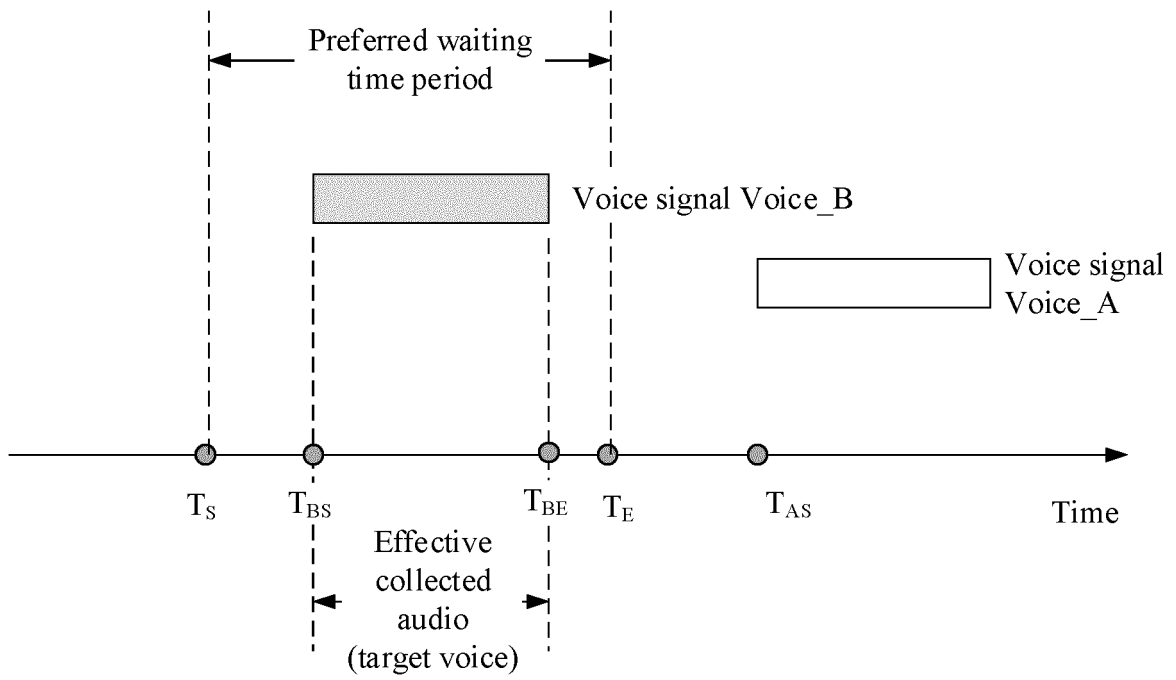 Preferred waiting
time period
Voice signal Voice_B
Voice signal
Voice_A
T_S
T_BS
T_BE
T_E
T_AS
Time
Effective
collected
audio
(target voice)